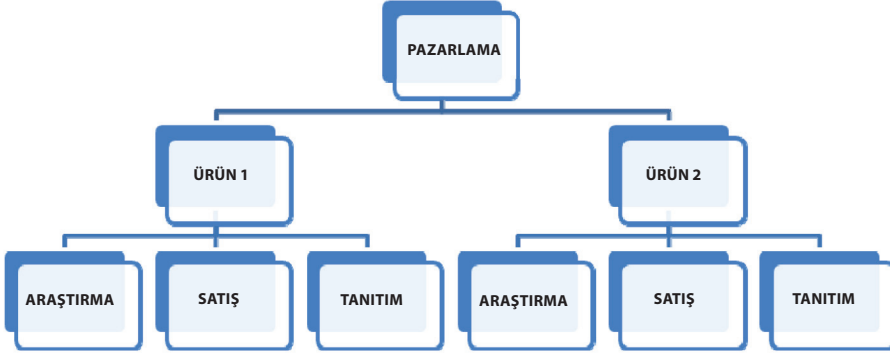 PAZARLAMA
ÜRÜN 1
ÜRÜN 2
ARAŞTIRMA
SATIŞ
TANITIM
ARAŞTIRMA
SATIŞ
TANITIM